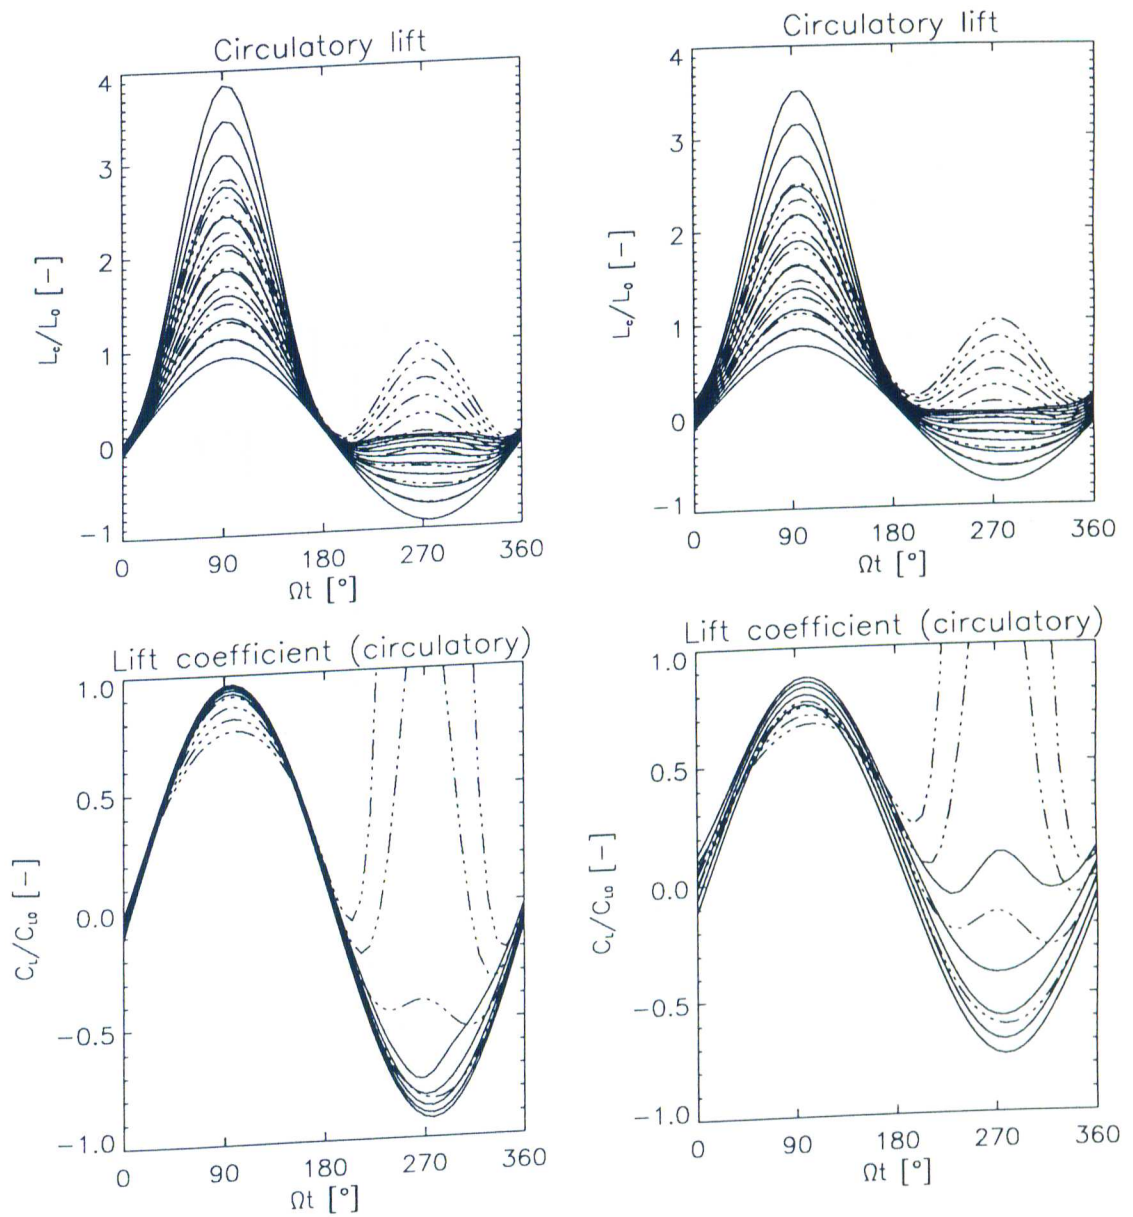 Circulatory lift
4
3
2
1
0
−1
L_c/L_0 [−]
0 90 180 270 360
Ωt [°]
Circulatory lift
4
3
2
1
0
−1
L_c/L_0 [−]
0 90 180 270 360
Ωt [°]
Lift coefficient (circulatory)
1.0
0.5
0.0
−0.5
−1.0
C_L/C_L0 [−]
0 90 180 270 360
Ωt [°]
Lift coefficient (circulatory)
1.0
0.5
0.0
−0.5
−1.0
C_L/C_L0 [−]
0 90 180 270 360
Ωt [°]